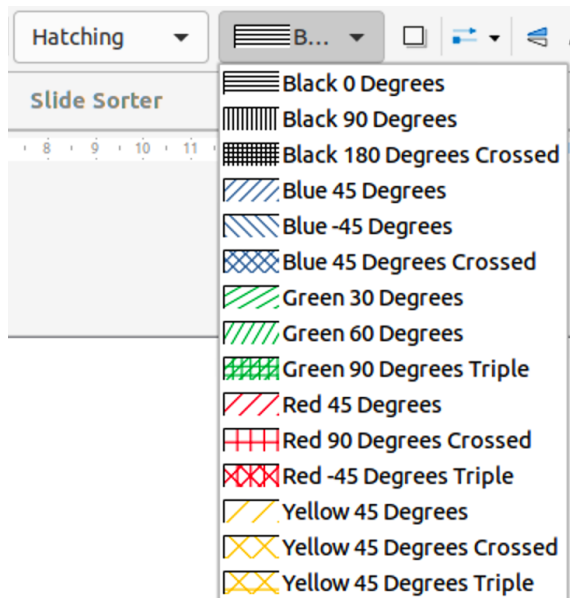 Hatching
B...
Slide Sorter
8 9 10 11
Black 0 Degrees
Black 90 Degrees
Black 180 Degrees Crossed
Blue 45 Degrees
Blue -45 Degrees
Blue 45 Degrees Crossed
Green 30 Degrees
Green 60 Degrees
Green 90 Degrees Triple
Red 45 Degrees
Red 90 Degrees Crossed
Red -45 Degrees Triple
Yellow 45 Degrees
Yellow 45 Degrees Crossed
Yellow 45 Degrees Triple